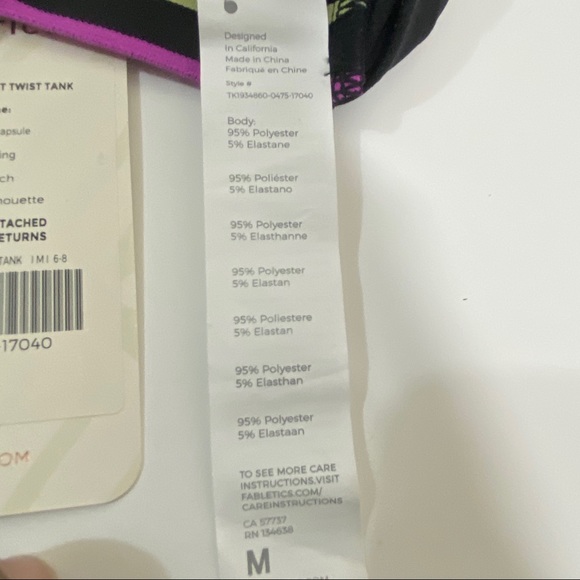 T TWIST TANK
apsule
ing
ch
houette
TACHED
ETURNS
TANK | M | 6-8
-17040
OM
Designed
in California
Made in China
Fabriqué en Chine
Style #
TK1934860-0475-17040
Body:
95% Polyester
5% Elastane
95% Poliéster
5% Elastano
95% Polyester
5% Elasthanne
95% Polyester
5% Elastan
95% Poliestere
5% Elastan
95% Polyester
5% Elasthan
95% Polyester
5% Elastaan
TO SEE MORE CARE
INSTRUCTIONS,VISIT
FABLETICS.COM/
CAREINSTRUCTIONS
CA 57737
RN 134638
M